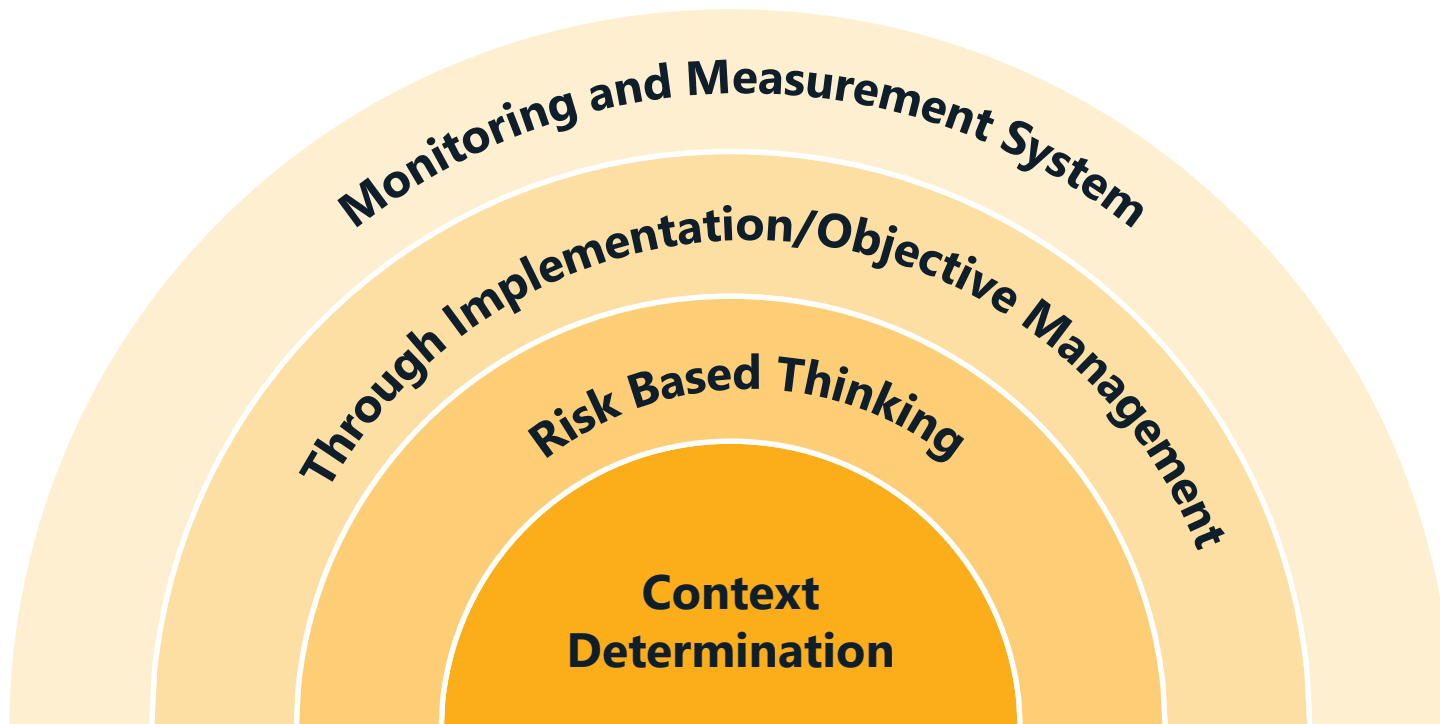 Monitoring and Measurement System
Through Implementation/Objective Management
Risk Based Thinking
Context
Determination